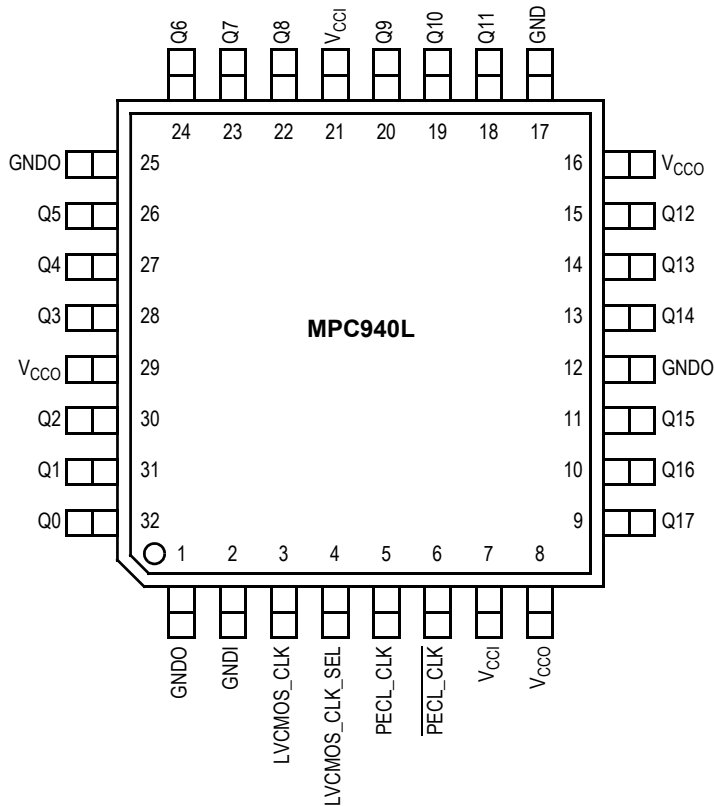 Q6 Q7 Q8 VCCI Q9 Q10 Q11 GND
24 23 22 21 20 19 18 17
GNDO 25 16 VCCO
Q5 26 15 Q12
Q4 27 14 Q13
Q3 28 13 Q14
MPC940L
VCCO 29 12 GNDO
Q2 30 11 Q15
Q1 31 10 Q16
Q0 32 9 Q17
1 2 3 4 5 6 7 8
GNDO GNDI LVCMOS_CLK LVCMOS_CLK_SEL PECL_CLK PECL_CLK VCCI VCCO